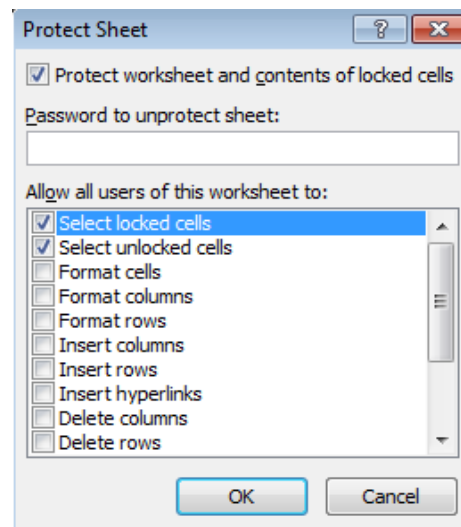 Protect Sheet
Protect worksheet and contents of locked cells
Password to unprotect sheet:
Allow all users of this worksheet to:
Select locked cells
Select unlocked cells
Format cells
Format columns
Format rows
Insert columns
Insert rows
Insert hyperlinks
Delete columns
Delete rows
OK Cancel